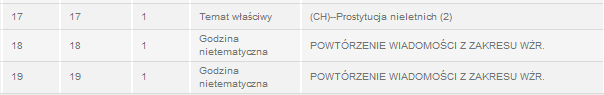 17 17 1 Temat właściwy (CH)--Prostytucja nieletnich (2)
18 18 1 Godzina nietematyczna POWTÓRZENIE WIADOMOŚCI Z ZAKRESU WŻR.
19 19 1 Godzina nietematyczna POWTÓRZENIE WIADOMOŚCI Z ZAKRESU WŻR.